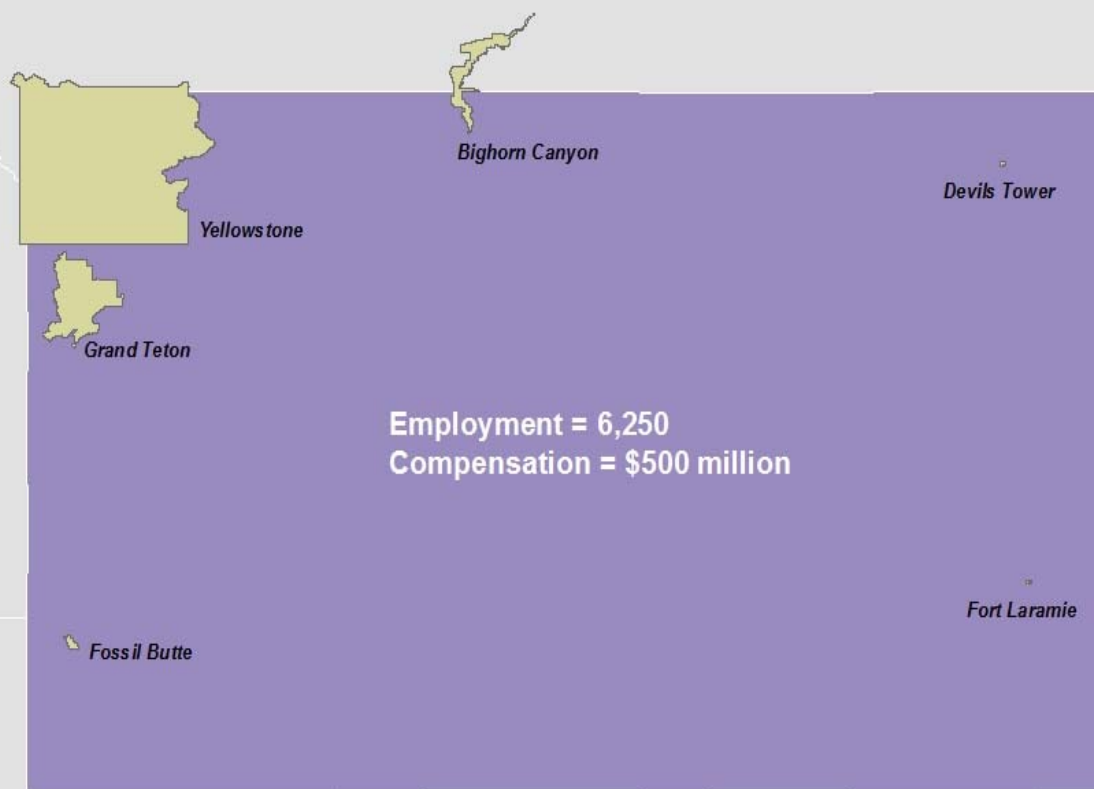 Bighorn Canyon
Devils Tower
Yellowstone
Grand Teton
Employment = 6,250
Compensation = $500 million
Fort Laramie
Fossil Butte